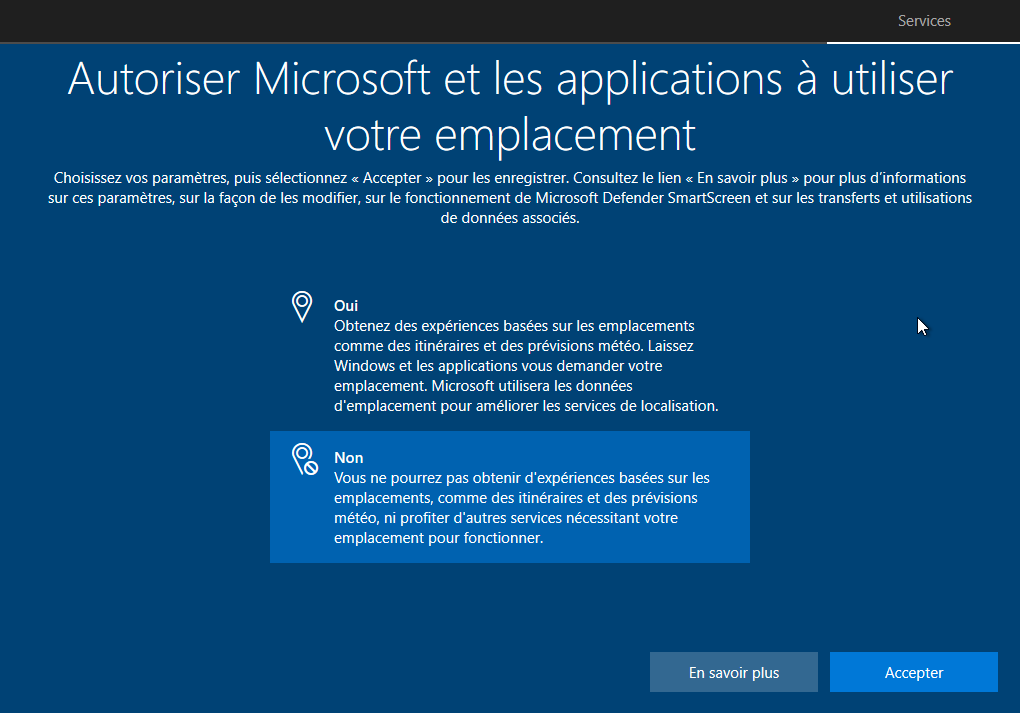 Services
Autoriser Microsoft et les applications à utiliser
votre emplacement
Choisissez vos paramètres, puis sélectionnez « Accepter » pour les enregistrer. Consultez le lien « En savoir plus » pour plus d'informations
sur ces paramètres, sur la façon de les modifier, sur le fonctionnement de Microsoft Defender SmartScreen et sur les transferts et utilisations
de données associés.
Oui
Obtenez des expériences basées sur les emplacements
comme des itinéraires et des prévisions météo. Laissez
Windows et les applications vous demander votre
emplacement. Microsoft utilisera les données
d'emplacement pour améliorer les services de localisation.
Non
Vous ne pourrez pas obtenir d'expériences basées sur les
emplacements, comme des itinéraires et des prévisions
météo, ni profiter d'autres services nécessitant votre
emplacement pour fonctionner.
En savoir plus
Accepter